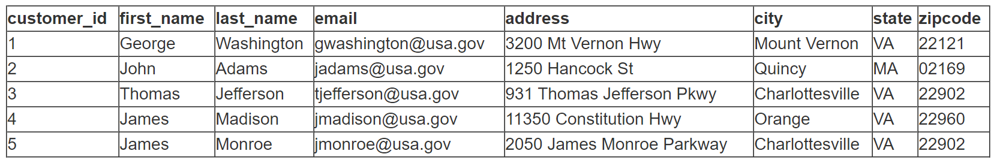 customer_id first_name last_name email address city state zipcode
1 George Washington gwashington@usa.gov 3200 Mt Vernon Hwy Mount Vernon VA 22121
2 John Adams jadams@usa.gov 1250 Hancock St Quincy MA 02169
3 Thomas Jefferson tjefferson@usa.gov 931 Thomas Jefferson Pkwy Charlottesville VA 22902
4 James Madison jmadison@usa.gov 11350 Constitution Hwy Orange VA 22960
5 James Monroe jmonroe@usa.gov 2050 James Monroe Parkway Charlottesville VA 22902